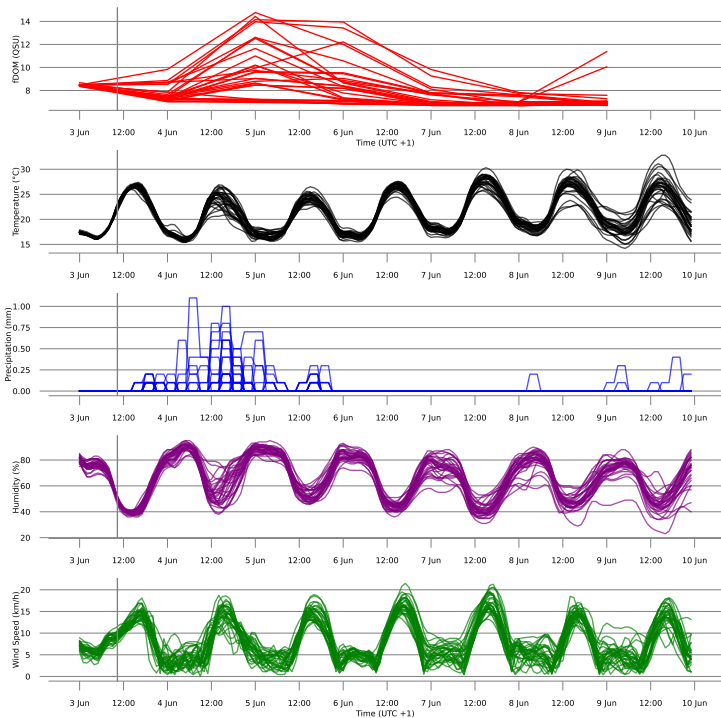 fDOM (QSU)
14
12
10
8
3 Jun 12:00 4 Jun 12:00 5 Jun 12:00 6 Jun 12:00 7 Jun 12:00 8 Jun 12:00 9 Jun 12:00 10 Jun
Time (UTC +1)
Temperature (°C)
30
25
20
15
3 Jun 12:00 4 Jun 12:00 5 Jun 12:00 6 Jun 12:00 7 Jun 12:00 8 Jun 12:00 9 Jun 12:00 10 Jun
Precipitation (mm)
1.00
0.75
0.50
0.25
0.00
3 Jun 12:00 4 Jun 12:00 5 Jun 12:00 6 Jun 12:00 7 Jun 12:00 8 Jun 12:00 9 Jun 12:00 10 Jun
Humidity (%)
80
60
40
20
3 Jun 12:00 4 Jun 12:00 5 Jun 12:00 6 Jun 12:00 7 Jun 12:00 8 Jun 12:00 9 Jun 12:00 10 Jun
Wind Speed (km/h)
20
15
10
5
0
3 Jun 12:00 4 Jun 12:00 5 Jun 12:00 6 Jun 12:00 7 Jun 12:00 8 Jun 12:00 9 Jun 12:00 10 Jun
Time (UTC +1)